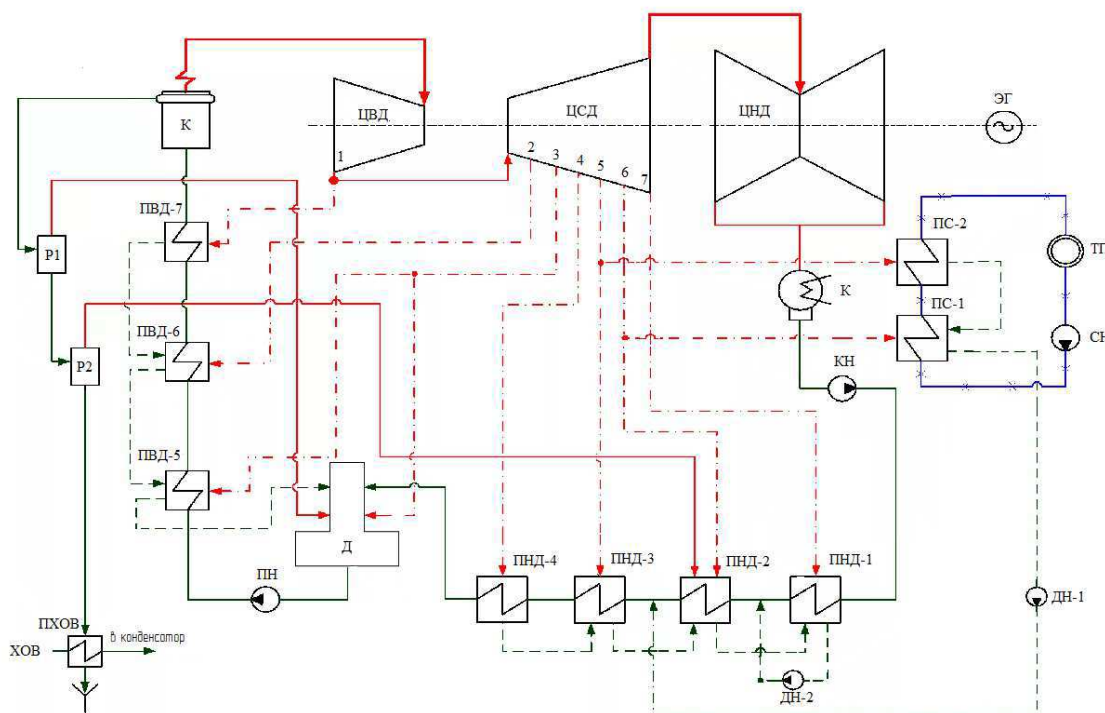 ЭГ
ЦВД
ЦСД
ЦНД
К
1
2
3
4
5
6
7
ПВД-7
ПС-2
ТП
Р1
К
ПС-1
ПВД-6
СН
Р2
КН
ПВД-5
Д
ПНД-4
ПНД-3
ПНД-2
ПНД-1
ПН
ДН-1
ПХОВ
ХОВ
в конденсатор
ДН-2